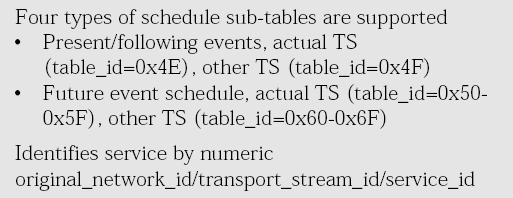 Four types of schedule sub-tables are supported
• Present/following events, actual TS
(table_id=0x4E), other TS (table_id=0x4F)
• Future event schedule, actual TS (table_id=0x50-
0x5F), other TS (table_id=0x60-0x6F)
Identifies service by numeric
original_network_id/transport_stream_id/service_id